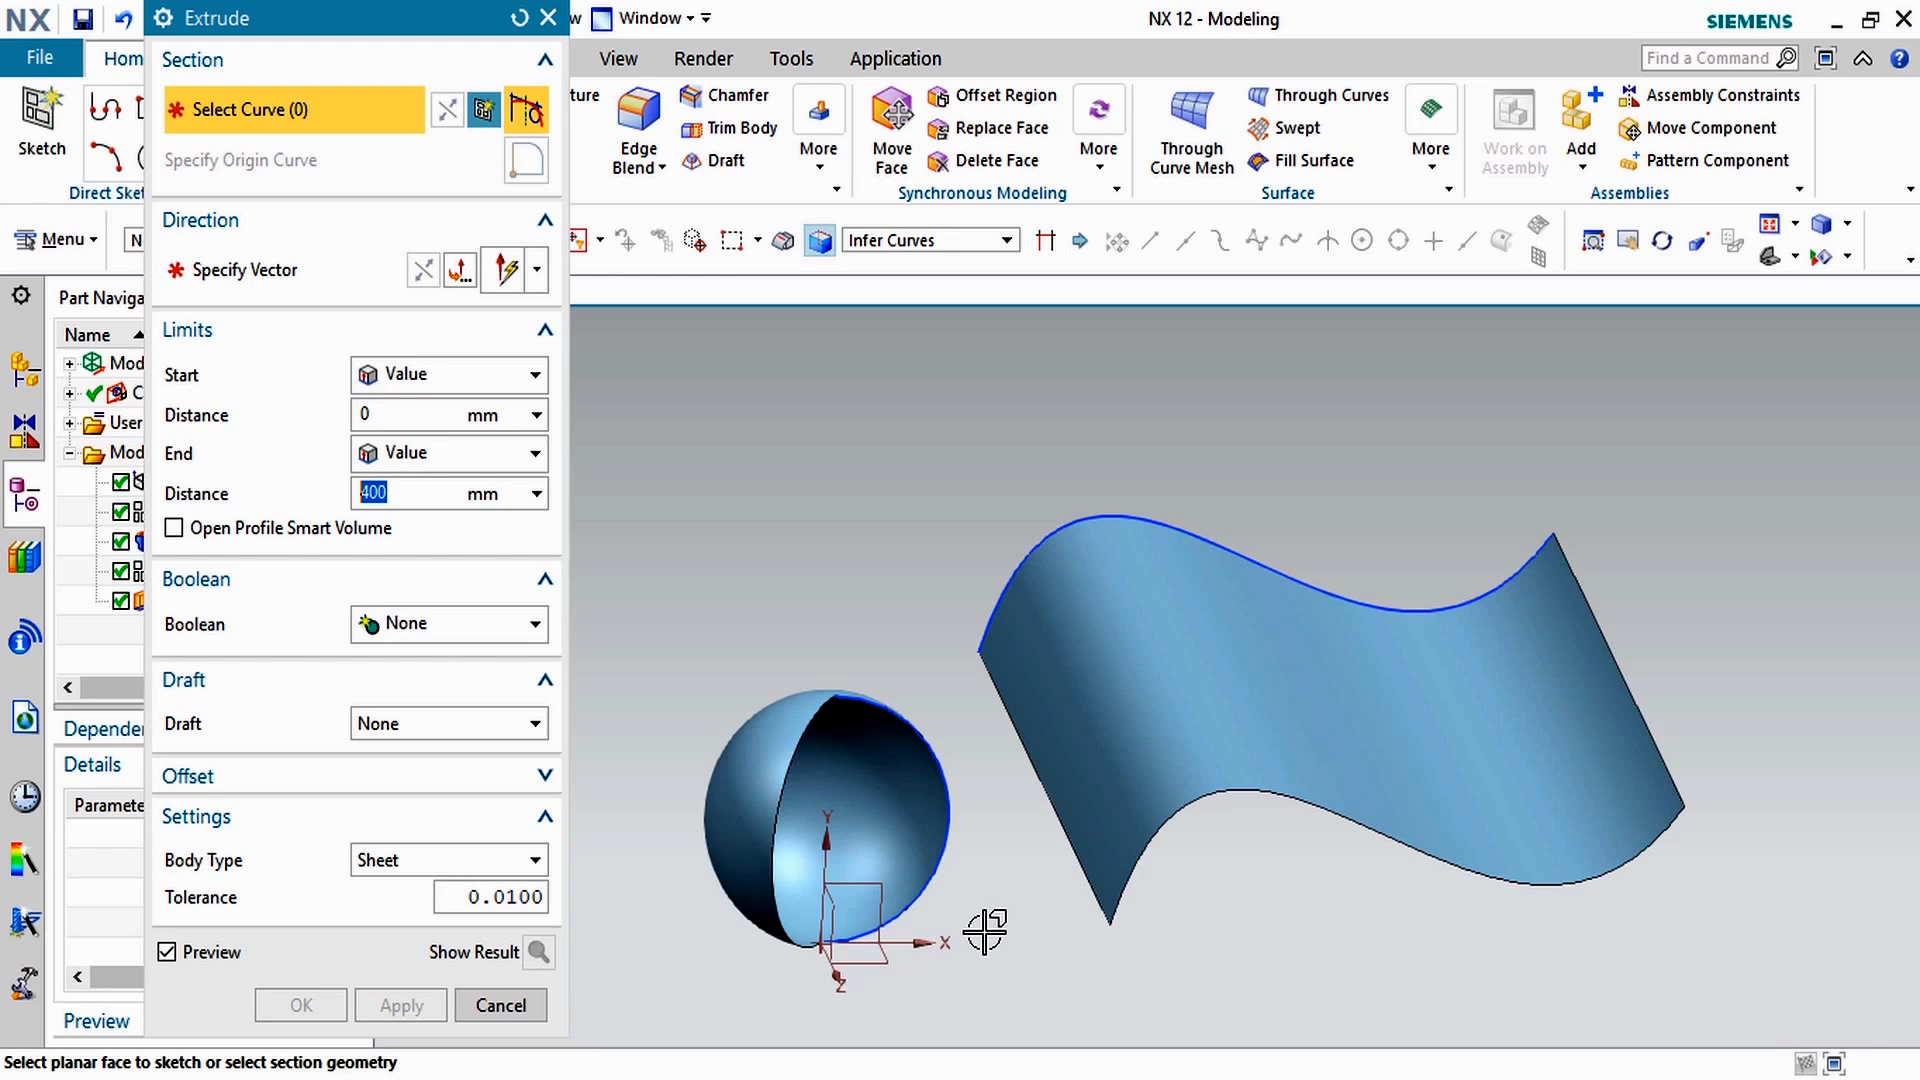 NX
Extrude
w
Window
NX 12 - Modeling
SIEMENS
File
Hom
View
Render
Tools
Application
Find a Command
Section
Select Curve (0)
Specify Origin Curve
Sketch
Direct Sket
ture
Edge Blend
Chamfer
Trim Body
Draft
More
Move Face
Offset Region
Replace Face
Delete Face
More
Synchronous Modeling
Through Curve Mesh
Through Curves
Swept
Fill Surface
More
Surface
Work on Assembly
Add
Assembly Constraints
Move Component
Pattern Component
Assemblies
Menu
N
Infer Curves
Direction
Specify Vector
Part Naviga
Name
Mod
C
User
Mod
Limits
Start
Value
Distance
0 mm
End
Value
Distance
400 mm
Open Profile Smart Volume
Boolean
Boolean
None
Draft
Draft
None
Offset
Settings
Body Type
Sheet
Tolerance
0.0100
Preview
Show Result
OK
Apply
Cancel
Depender
Details
Paramete
Preview
Y
X
Z
Select planar face to sketch or select section geometry